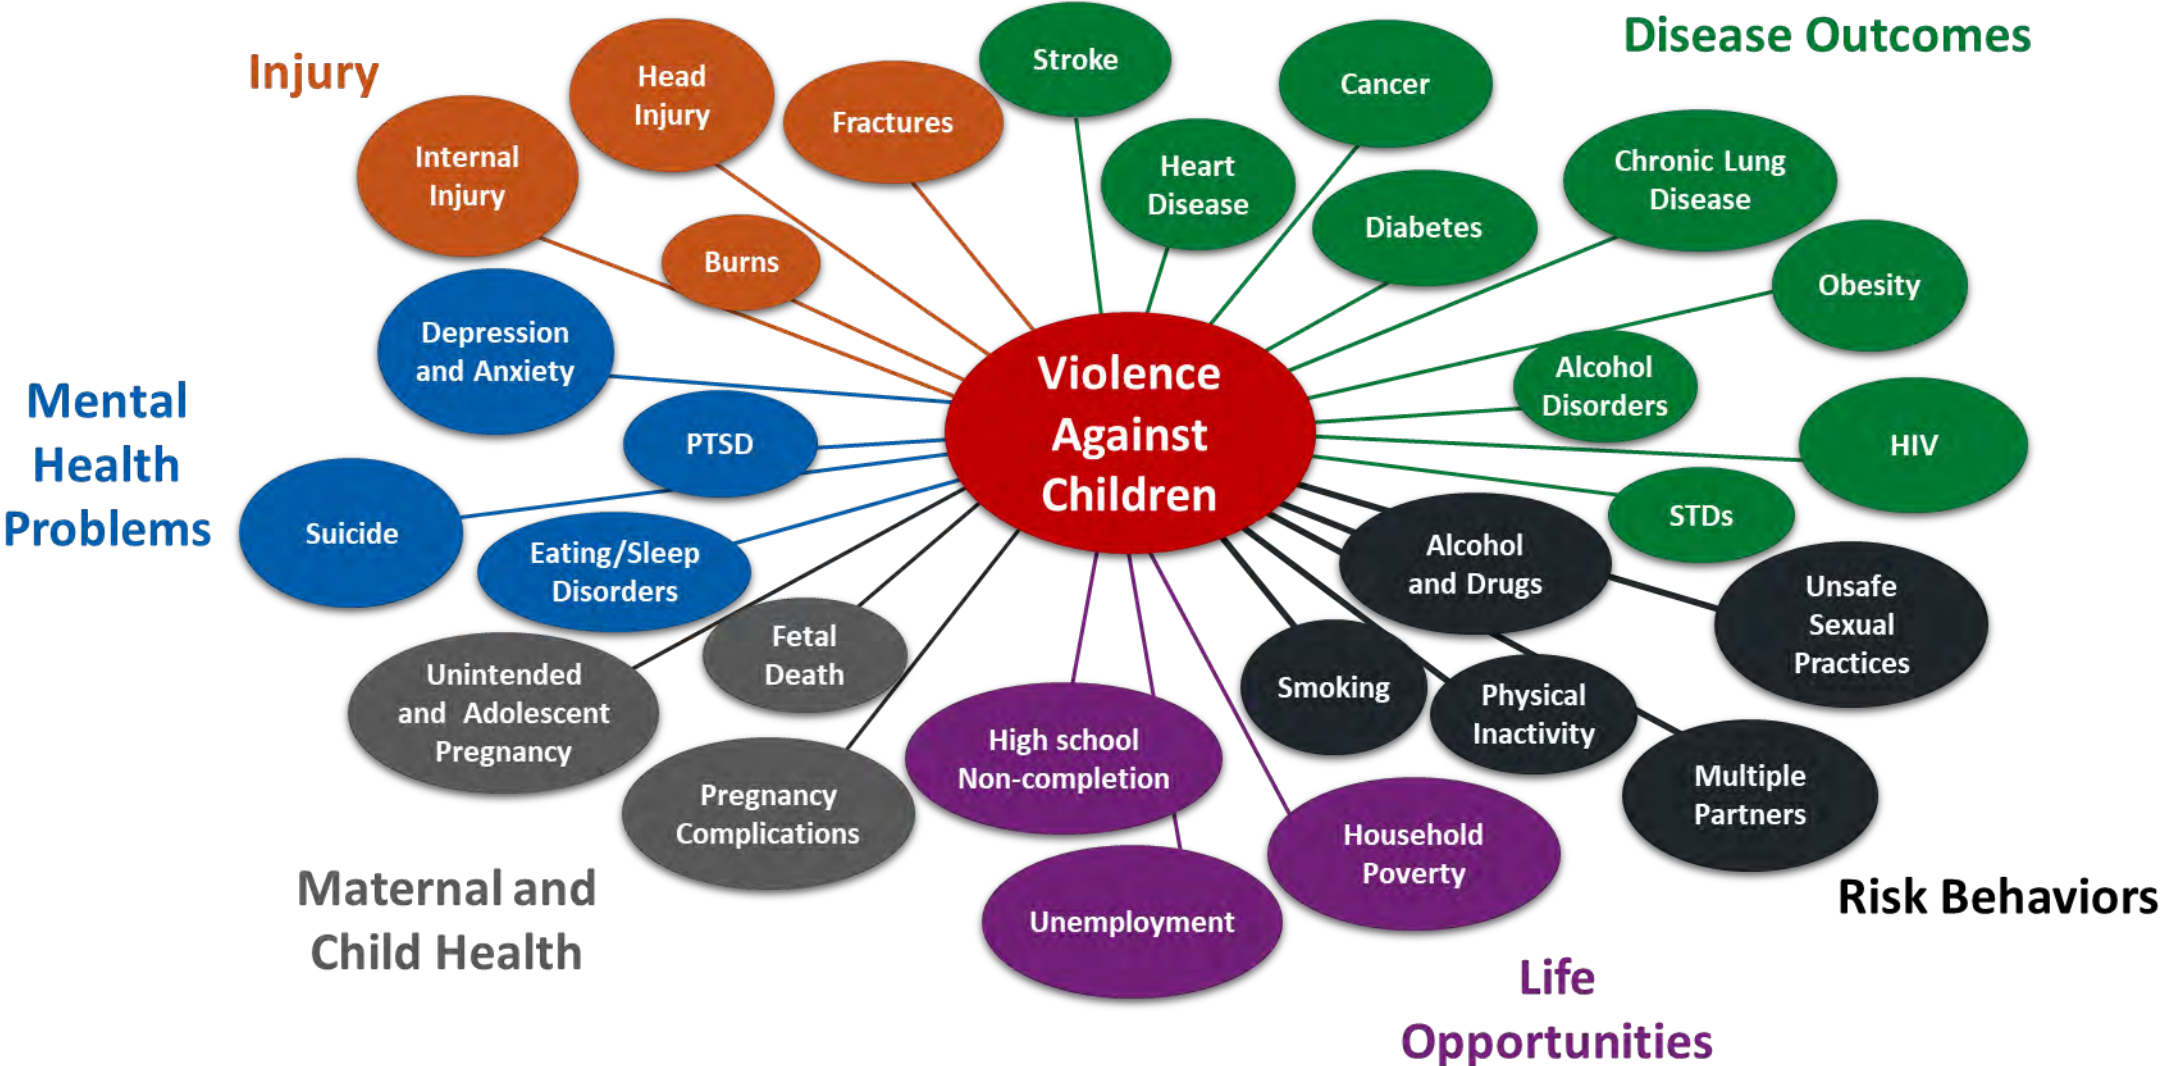 Injury
Head
Injury
Fractures
Internal
Injury
Burns
Disease Outcomes
Stroke
Cancer
Heart
Disease
Diabetes
Chronic Lung
Disease
Obesity
Alcohol
Disorders
HIV
STDs
Violence
Against
Children
Mental
Health
Problems
Depression
and Anxiety
PTSD
Suicide
Eating/Sleep
Disorders
Maternal and
Child Health
Unintended
and Adolescent
Pregnancy
Fetal
Death
Pregnancy
Complications
High school
Non-completion
Unemployment
Household
Poverty
Life
Opportunities
Alcohol
and Drugs
Unsafe
Sexual
Practices
Smoking
Physical
Inactivity
Multiple
Partners
Risk Behaviors